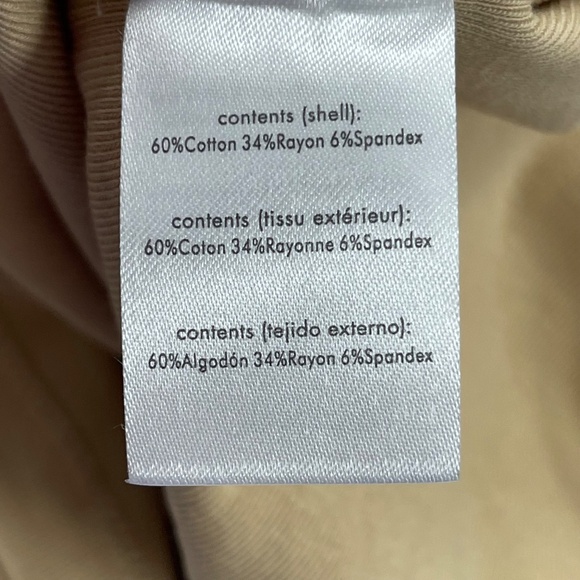 contents (shell):
60%Cotton 34%Rayon 6%Spandex
contents (tissu extérieur):
60%Coton 34%Rayonne 6%Spandex
contents (tejido externo):
60%Algodón 34%Rayon 6%Spandex